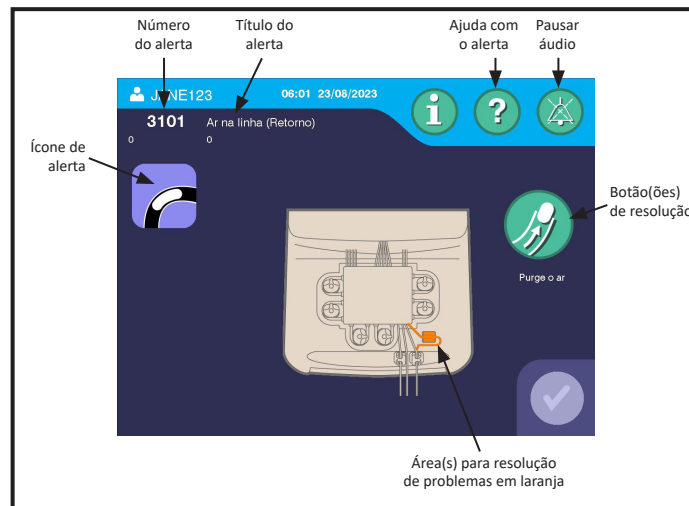 Número
do alerta
Título do
alerta
Ajuda com
o alerta
Pausar
áudio
JANE123
06:01 23/08/2023
3101
Ar na linha (Retorno)
0
0
Ícone de
alerta
Botão(ões)
de resolução
Purge o ar
Área(s) para resolução
de problemas em laranja